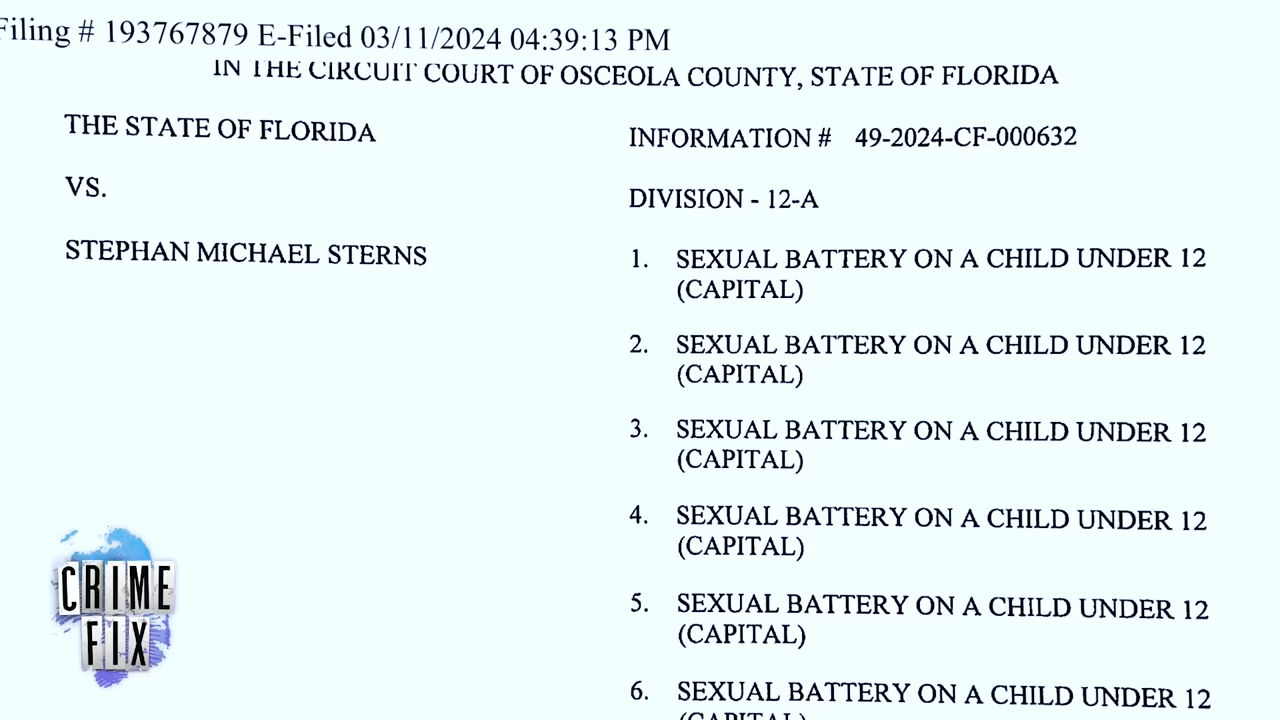 Filing # 193767879 E-Filed 03/11/2024 04:39:13 PM
IN THE CIRCUIT COURT OF OSCEOLA COUNTY, STATE OF FLORIDA
THE STATE OF FLORIDA
VS.
STEPHAN MICHAEL STERNS
INFORMATION # 49-2024-CF-000632
DIVISION - 12-A
1. SEXUAL BATTERY ON A CHILD UNDER 12
(CAPITAL)
2. SEXUAL BATTERY ON A CHILD UNDER 12
(CAPITAL)
3. SEXUAL BATTERY ON A CHILD UNDER 12
(CAPITAL)
4. SEXUAL BATTERY ON A CHILD UNDER 12
(CAPITAL)
5. SEXUAL BATTERY ON A CHILD UNDER 12
(CAPITAL)
6. SEXUAL BATTERY ON A CHILD UNDER 12
(CAPITAL)
CRIME
FIX